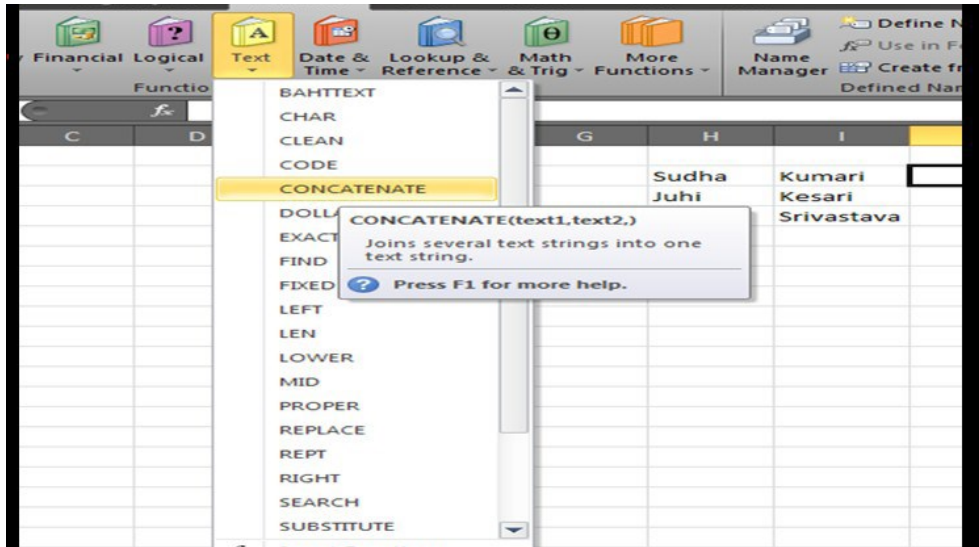 Financial Logical Text Date & Time Lookup & Reference Math & Trig More Functions Name Manager
Define N
Use in F
Create fr
Functio
Defined Nar
fx
C D G H I
BAHTTEXT
CHAR
CLEAN
CODE
CONCATENATE
DOLLA
EXACT
FIND
FIXED
LEFT
LEN
LOWER
MID
PROPER
REPLACE
REPT
RIGHT
SEARCH
SUBSTITUTE
CONCATENATE(text1,text2,)
Joins several text strings into one
text string.
Press F1 for more help.
Sudha Kumari
Juhi Kesari
Srivastava